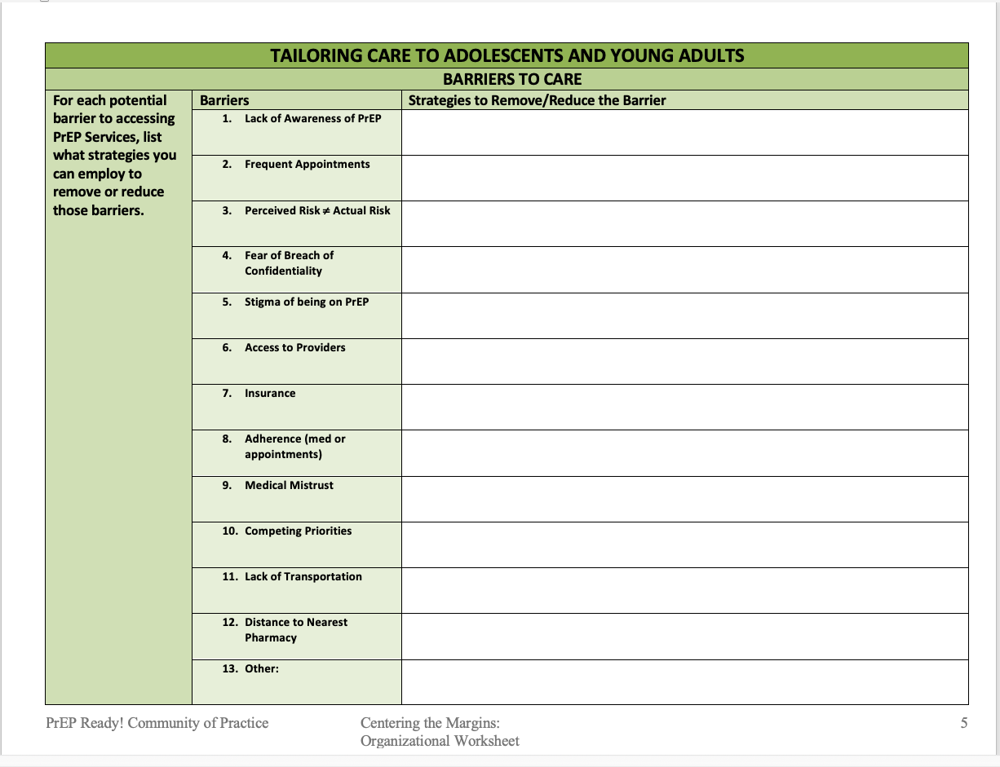 TAILORING CARE TO ADOLESCENTS AND YOUNG ADULTS
BARRIERS TO CARE
For each potential
barrier to accessing
PrEP Services, list
what strategies you
can employ to
remove or reduce
those barriers.
Barriers
Strategies to Remove/Reduce the Barrier
1. Lack of Awareness of PrEP
2. Frequent Appointments
3. Perceived Risk ≠ Actual Risk
4. Fear of Breach of
Confidentiality
5. Stigma of being on PrEP
6. Access to Providers
7. Insurance
8. Adherence (med or
appointments)
9. Medical Mistrust
10. Competing Priorities
11. Lack of Transportation
12. Distance to Nearest
Pharmacy
13. Other:
PrEP Ready! Community of Practice
Centering the Margins:
Organizational Worksheet
5